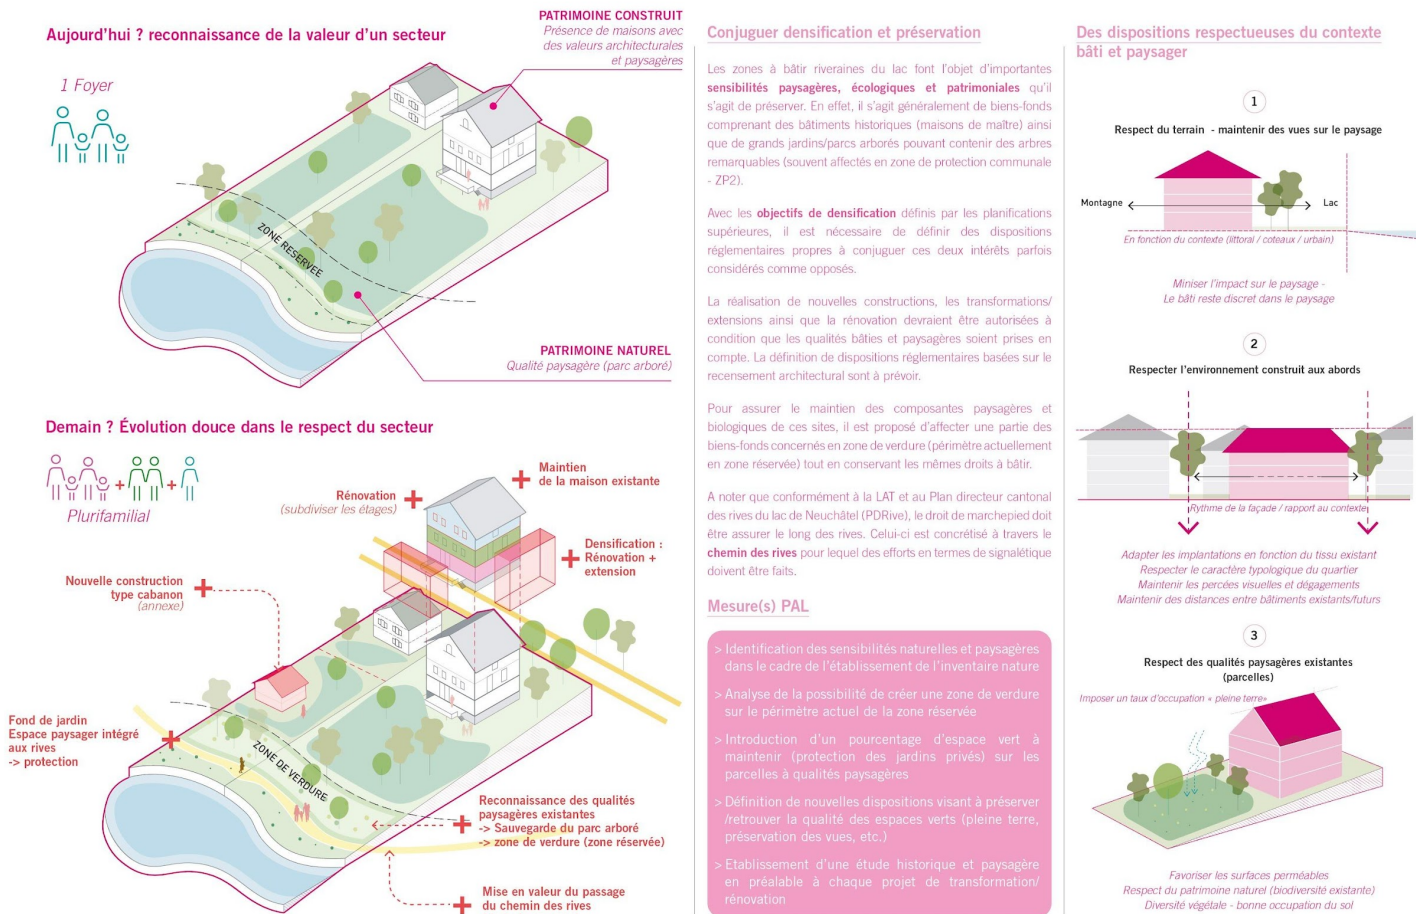 Aujourd'hui ? reconnaissance de la valeur d'un secteur
1 Foyer
PATRIMOINE CONSTRUIT
Présence de maisons avec
des valeurs architecturales
et paysagères
ZONE RESERVEE
PATRIMOINE NATUREL
Qualité paysagère (parc arboré)
Demain ? Évolution douce dans le respect du secteur
+ +
Plurifamilial
Rénovation
(subdiviser les étages)
Maintien
de la maison existante
Densification :
Rénovation +
extension
Nouvelle construction
type cabanon
(annexe)
Fond de jardin
Espace paysager intégré
aux rives
-> protection
ZONE DE VERDURE
Reconnaissance des qualités
paysagères existantes
-> Sauvegarde du parc arboré
-> zone de verdure (zone réservée)
Mise en valeur du passage
du chemin des rives
Conjuguer densification et préservation
Les zones à bâtir riveraines du lac font l'objet d'importantes
sensibilités paysagères, écologiques et patrimoniales qu'il
s'agit de préserver. En effet, il s'agit généralement de biens-fonds
comprenant des bâtiments historiques (maisons de maître) ainsi
que de grands jardins/parcs arborés pouvant contenir des arbres
remarquables (souvent affectés en zone de protection communale
- ZP2).
Avec les objectifs de densification définis par les planifications
supérieures, il est nécessaire de définir des dispositions
réglementaires propres à conjuguer ces deux intérêts parfois
considérés comme opposés.
La réalisation de nouvelles constructions, les transformations/
extensions ainsi que la rénovation devraient être autorisées à
condition que les qualités bâties et paysagères soient prises en
compte. La définition de dispositions réglementaires basées sur le
recensement architectural sont à prévoir.
Pour assurer le maintien des composantes paysagères et
biologiques de ces sites, il est proposé d'affecter une partie des
biens-fonds concernés en zone de verdure (périmètre actuellement
en zone réservée) tout en conservant les mêmes droits à bâtir.
A noter que conformément à la LAT et au Plan directeur cantonal
des rives du lac de Neuchâtel (PDRive), le droit de marchepied doit
être assurer le long des rives. Celui-ci est concrétisé à travers le
chemin des rives pour lequel des efforts en termes de signalétique
doivent être faits.
Mesure(s) PAL
> Identification des sensibilités naturelles et paysagères
dans le cadre de l'établissement de l'inventaire nature
> Analyse de la possibilité de créer une zone de verdure
sur le périmètre actuel de la zone réservée
> Introduction d'un pourcentage d'espace vert à
maintenir (protection des jardins privés) sur les
parcelles à qualités paysagères
> Définition de nouvelles dispositions visant à préserver
/retrouver la qualité des espaces verts (pleine terre,
préservation des vues, etc.)
> Etablissement d'une étude historique et paysagère
en préalable à chaque projet de transformation/
rénovation
Des dispositions respectueuses du contexte
bâti et paysager
1
Respect du terrain - maintenir des vues sur le paysage
Montagne
Lac
En fonction du contexte (littoral / coteaux / urbain)
Miniser l'impact sur le paysage -
Le bâti reste discret dans le paysage
2
Respecter l'environnement construit aux abords
Rythme de la façade / rapport au contexte
Adapter les implantations en fonction du tissu existant
Respecter le caractère typologique du quartier
Maintenir les percées visuelles et dégagements
Maintenir des distances entre bâtiments existants/futurs
3
Respect des qualités paysagères existantes
(parcelles)
Imposer un taux d'occupation « pleine terre»
Favoriser les surfaces perméables
Respect du patrimoine naturel (biodiversité existante)
Diversité végétale - bonne occupation du sol